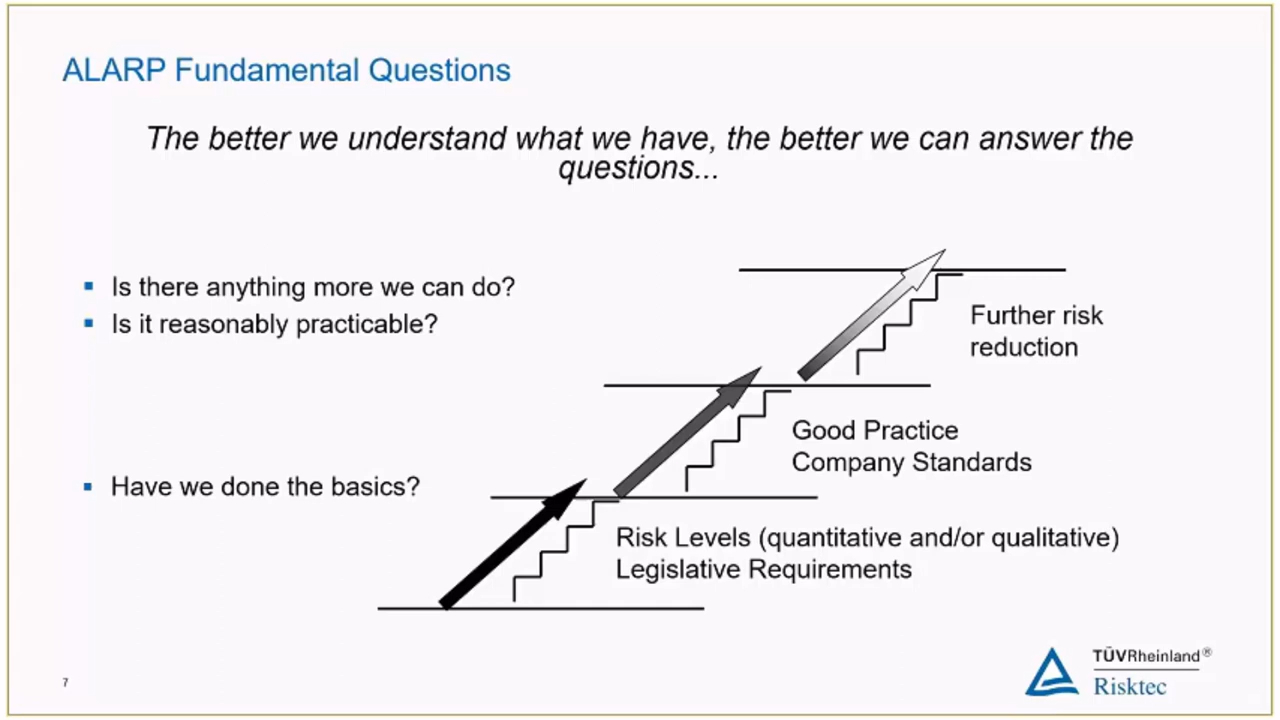 ALARP Fundamental Questions
The better we understand what we have, the better we can answer the
questions...
▪ Is there anything more we can do?
▪ Is it reasonably practicable?
Further risk
reduction
Good Practice
Company Standards
▪ Have we done the basics?
Risk Levels (quantitative and/or qualitative)
Legislative Requirements
7
TÜVRheinland®
Risktec